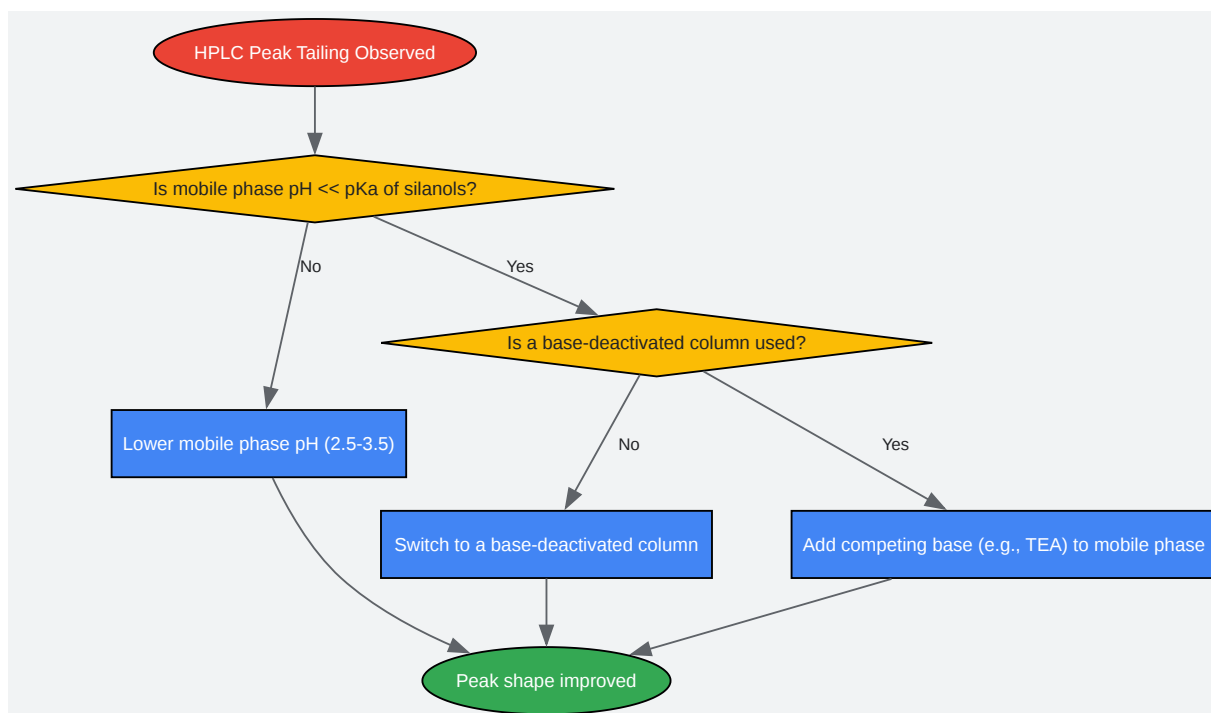 HPLC Peak Tailing Observed
Is mobile phase pH << pKa of silanols?
No
Yes
Is a base-deactivated column used?
Lower mobile phase pH (2.5-3.5)
No
Yes
Switch to a base-deactivated column
Add competing base (e.g., TEA) to mobile phase
Peak shape improved